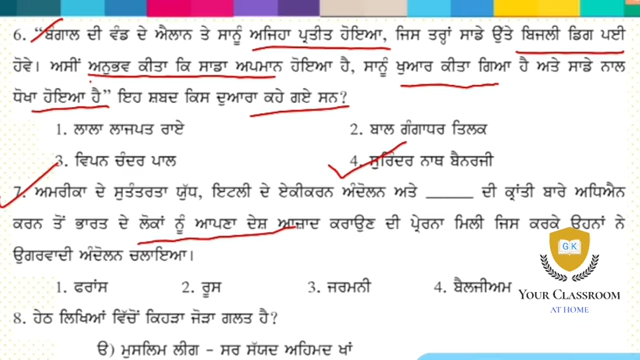 6. "ਬੰਗਾਲ ਦੀ ਵੰਡ ਦੇ ਐਲਾਨ ਤੇ ਸਾਨੂੰ ਅਜਿਹਾ ਪ੍ਰਤੀਤ ਹੋਇਆ, ਜਿਸ ਤਰ੍ਹਾਂ ਸਾਡੇ ਉੱਤੇ ਬਿਜਲੀ ਡਿਗ ਪਈ
ਹੋਵੇ। ਅਸੀਂ ਅਨੁਭਵ ਕੀਤਾ ਕਿ ਸਾਡਾ ਅਪਮਾਨ ਹੋਇਆ ਹੈ, ਸਾਨੂੰ ਖੁਆਰ ਕੀਤਾ ਗਿਆ ਹੈ ਅਤੇ ਸਾਡੇ ਨਾਲ
ਧੋਖਾ ਹੋਇਆ ਹੈ" ਇਹ ਸ਼ਬਦ ਕਿਸ ਦੁਆਰਾ ਕਹੇ ਗਏ ਸਨ?
1. ਲਾਲਾ ਲਾਜਪਤ ਰਾਏ 2. ਬਾਲ ਗੰਗਾਧਰ ਤਿਲਕ
3. ਵਿਪਨ ਚੰਦਰ ਪਾਲ 4. ਸੁਰਿੰਦਰ ਨਾਥ ਬੈਨਰਜੀ
7. ਅਮਰੀਕਾ ਦੇ ਸੁਤੰਤਰਤਾ ਯੁੱਧ, ਇਟਲੀ ਦੇ ਏਕੀਕਰਨ ਅੰਦੋਲਨ ਅਤੇ ______ ਦੀ ਕ੍ਰਾਂਤੀ ਬਾਰੇ ਅਧਿਐਨ
ਕਰਨ ਤੋਂ ਭਾਰਤ ਦੇ ਲੋਕਾਂ ਨੂੰ ਆਪਣਾ ਦੇਸ਼ ਆਜ਼ਾਦ ਕਰਾਉਣ ਦੀ ਪ੍ਰੇਰਨਾ ਮਿਲੀ ਜਿਸ ਕਰਕੇ ਉਹਨਾਂ ਨੇ
ਉਗਰਵਾਦੀ ਅੰਦੋਲਨ ਚਲਾਇਆ।
1. ਫਰਾਂਸ 2. ਰੂਸ 3. ਜਰਮਨੀ 4. ਬੈਲਜੀਅਮ
8. ਹੇਠ ਲਿਖਿਆਂ ਵਿੱਚੋਂ ਕਿਹੜਾ ਜੋੜਾ ਗਲਤ ਹੈ?
ੳ) ਮੁਸਲਿਮ ਲੀਗ - ਸਰ ਸੱਯਦ ਅਹਿਮਦ ਖਾਂ
GK
YOUR CLASSROOM
AT HOME